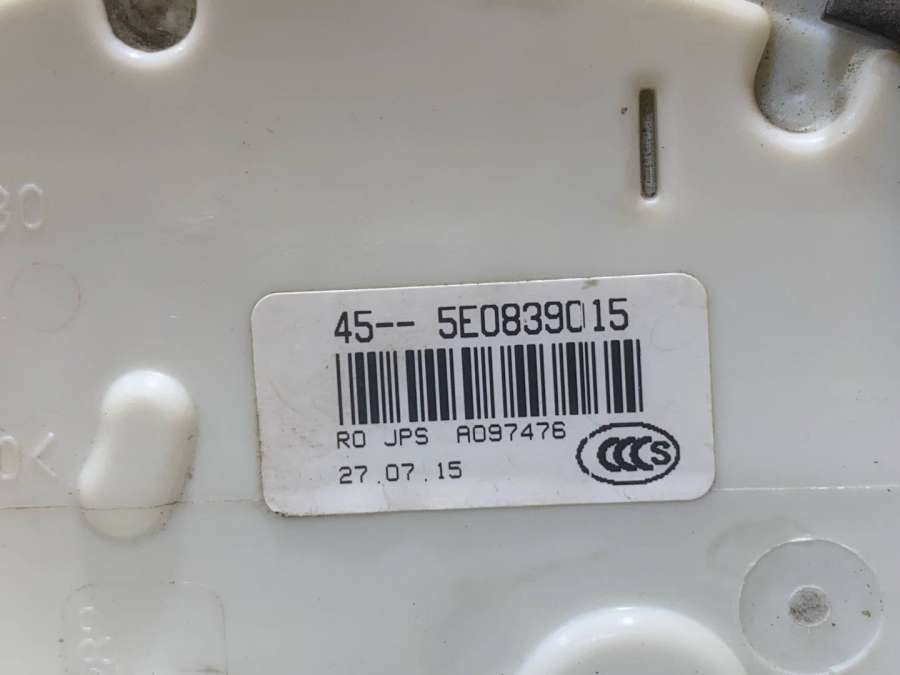 45-- 5E0839015
RO JPS A097476
27.07.15
CCCS